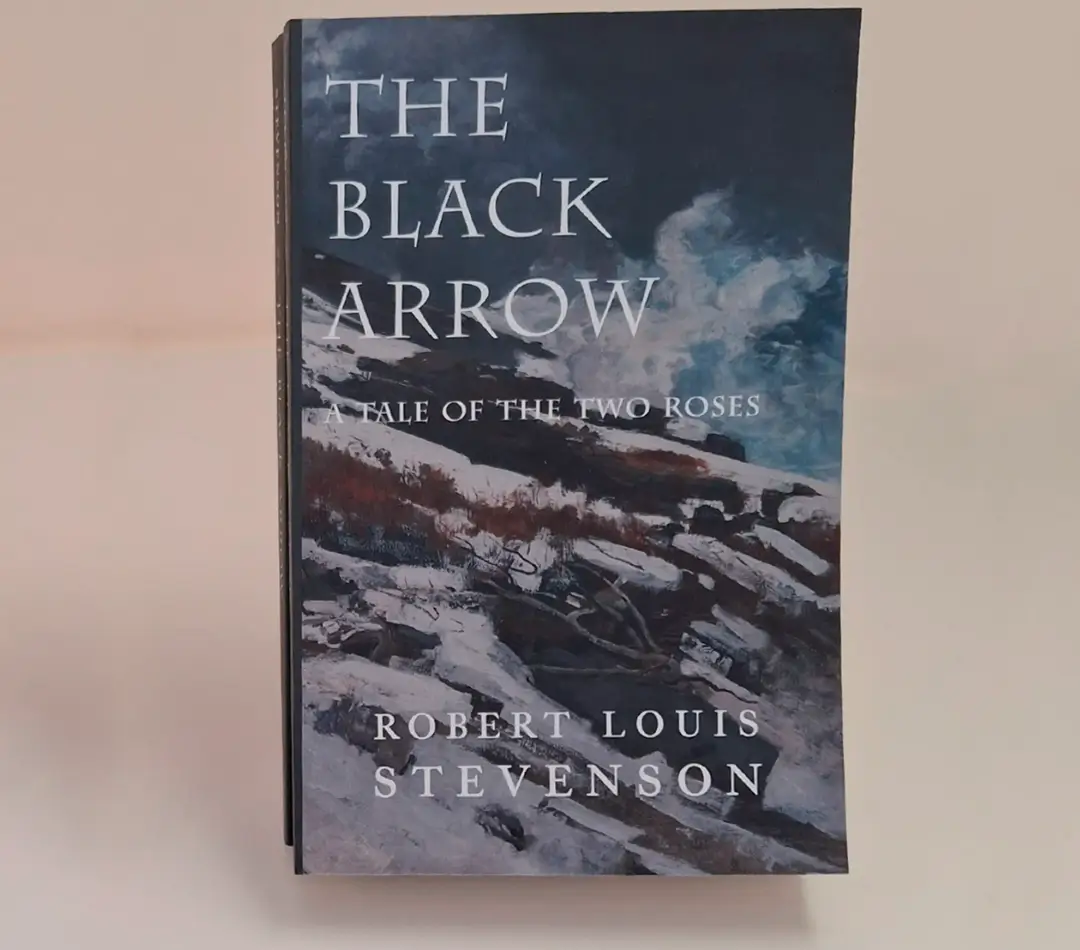 THE
BLACK
ARROW
A TALE OF THE TWO ROSES
ROBERT LOUIS
STEVENSON